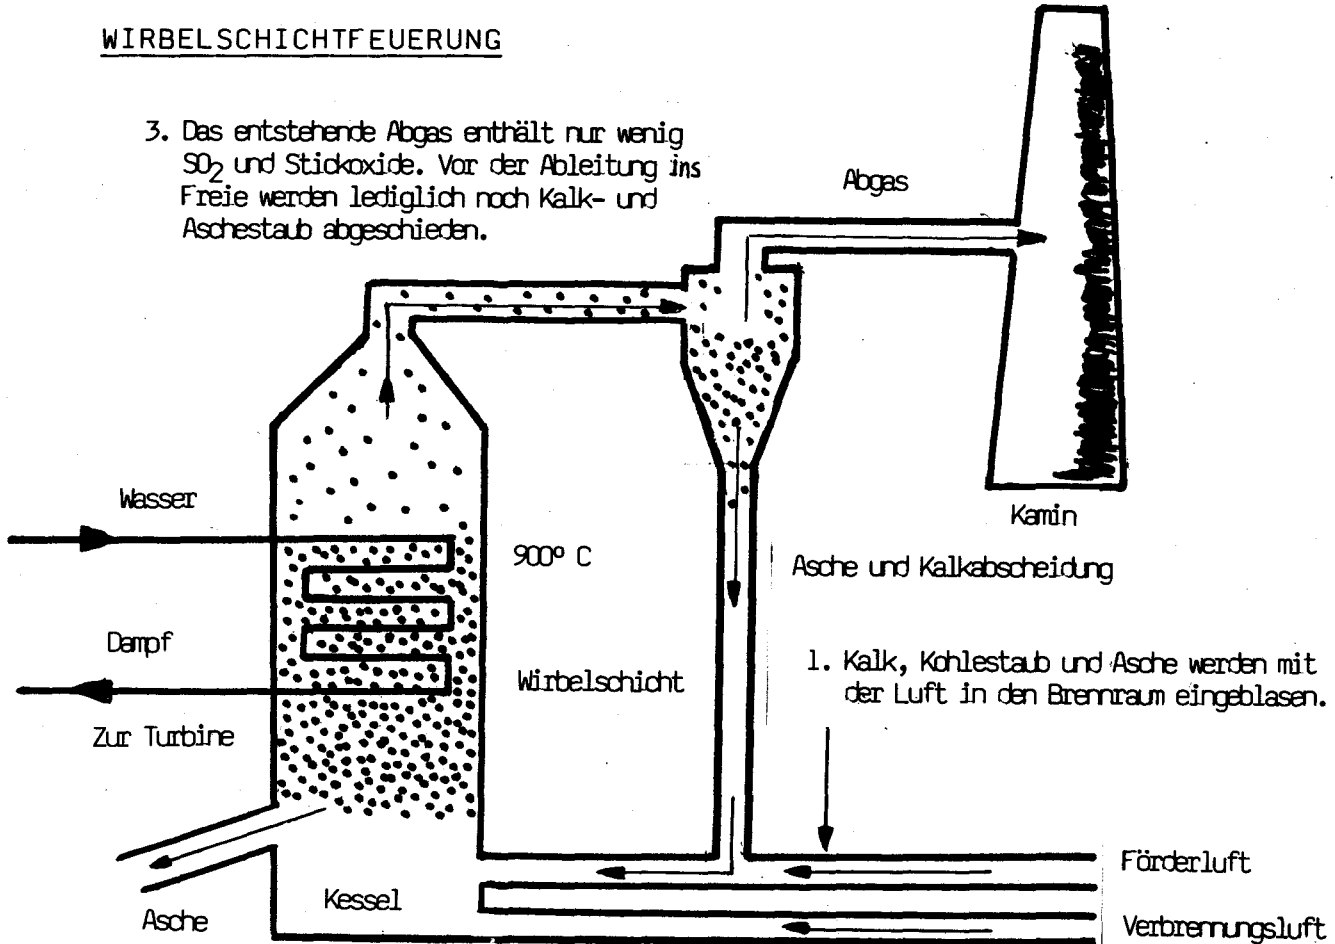 WIRBELSCHICHTFEUERUNG
3. Das entstehende Abgas enthält nur wenig
SO2 und Stickoxide. Vor der Ableitung ins
Freie werden lediglich noch Kalk- und
Aschestaub abgeschieden.
Abgas
Wasser
Kamin
900º C
Asche und Kalkabscheidung
Dampf
Wirbelschicht
1. Kalk, Kohlestaub und Asche werden mit
der Luft in den Brennraum eingeblasen.
Zur Turbine
Förderluft
Kessel
Asche
Verbrennungsluft